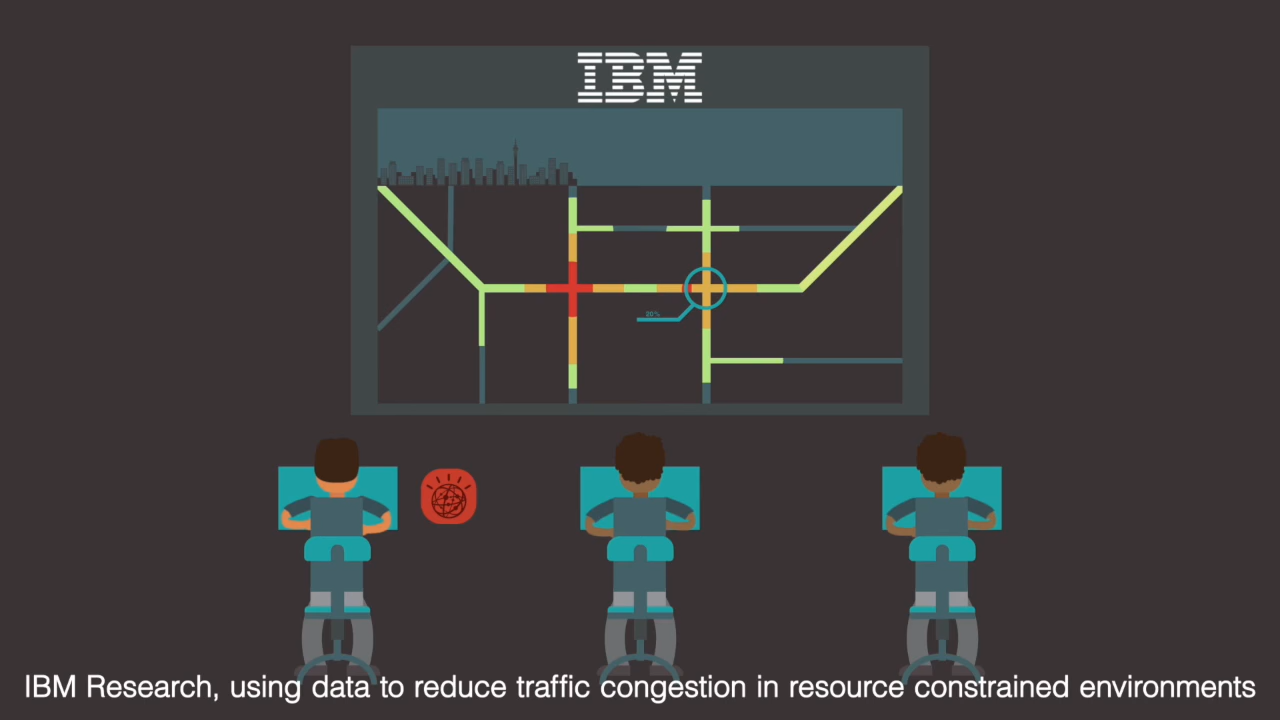 IBM
20%
IBM Research, using data to reduce traffic congestion in resource constrained environments